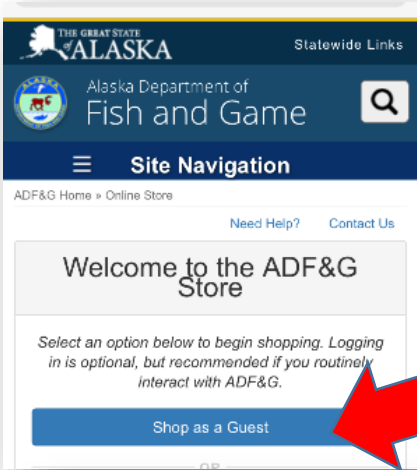 THE GREAT STATE
of ALASKA
Statewide Links
Alaska Department of
Fish and Game
☰ Site Navigation
ADF&G Home » Online Store
Need Help? Contact Us
Welcome to the ADF&G
Store
Select an option below to begin shopping. Logging
in is optional, but recommended if you routinely
interact with ADF&G.
Shop as a Guest
OR